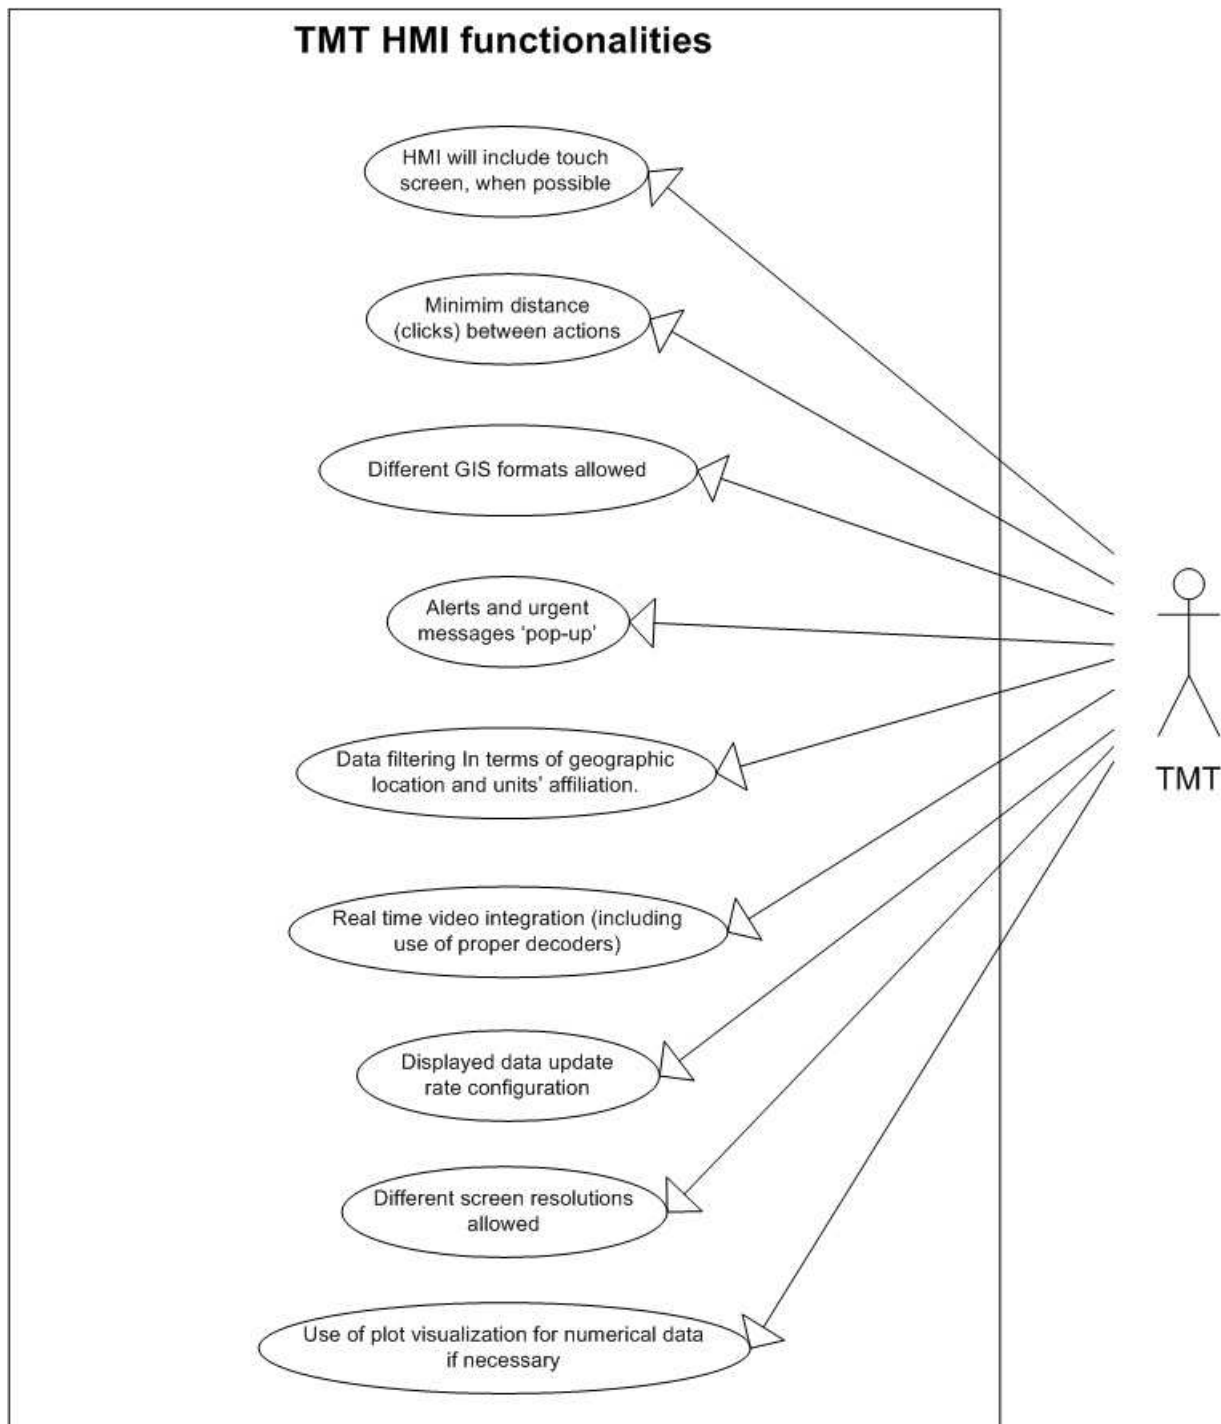 TMT HMI functionalities
HMI will include touch
screen, when possible
Minimim distance
(clicks) between actions
Different GIS formats allowed
Alerts and urgent
messages ‘pop-up’
Data filtering In terms of geographic
location and units’ affiliation.
Real time video integration (including
use of proper decoders)
Displayed data update
rate configuration
Different screen resolutions
allowed
Use of plot visualization for numerical data
if necessary
TMT